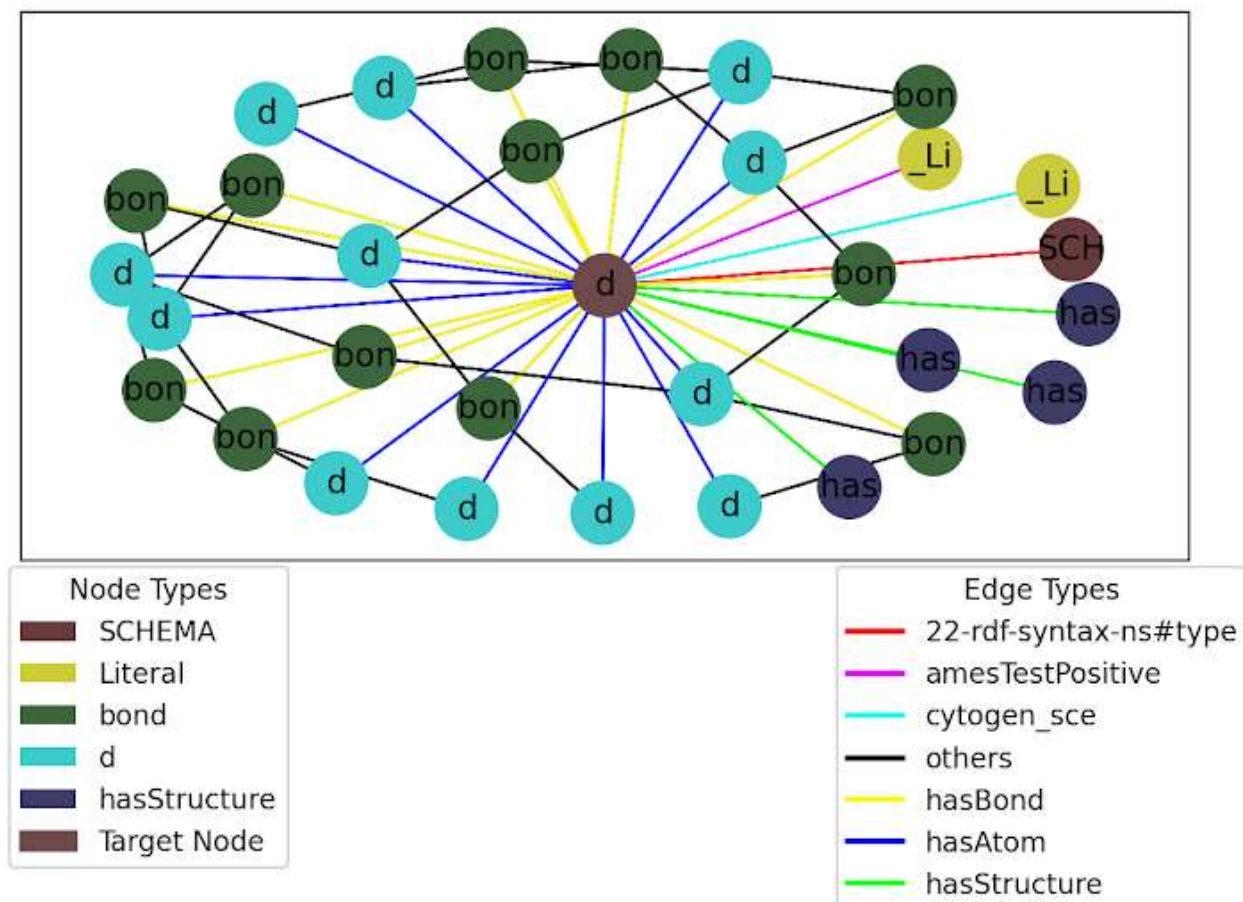 bon
bon
d
d
bon
d
bon
d
_Li
bon
bon
_Li
bon
SCH
d
d
bon
d
d
has
bon
has
bon
d
has
bon
bon
bon
d
has
d
d
d
Node Types
SCHEMA
Literal
bond
d
hasStructure
Target Node
Edge Types
22-rdf-syntax-ns#type
amesTestPositive
cytogen_sce
others
hasBond
hasAtom
hasStructure